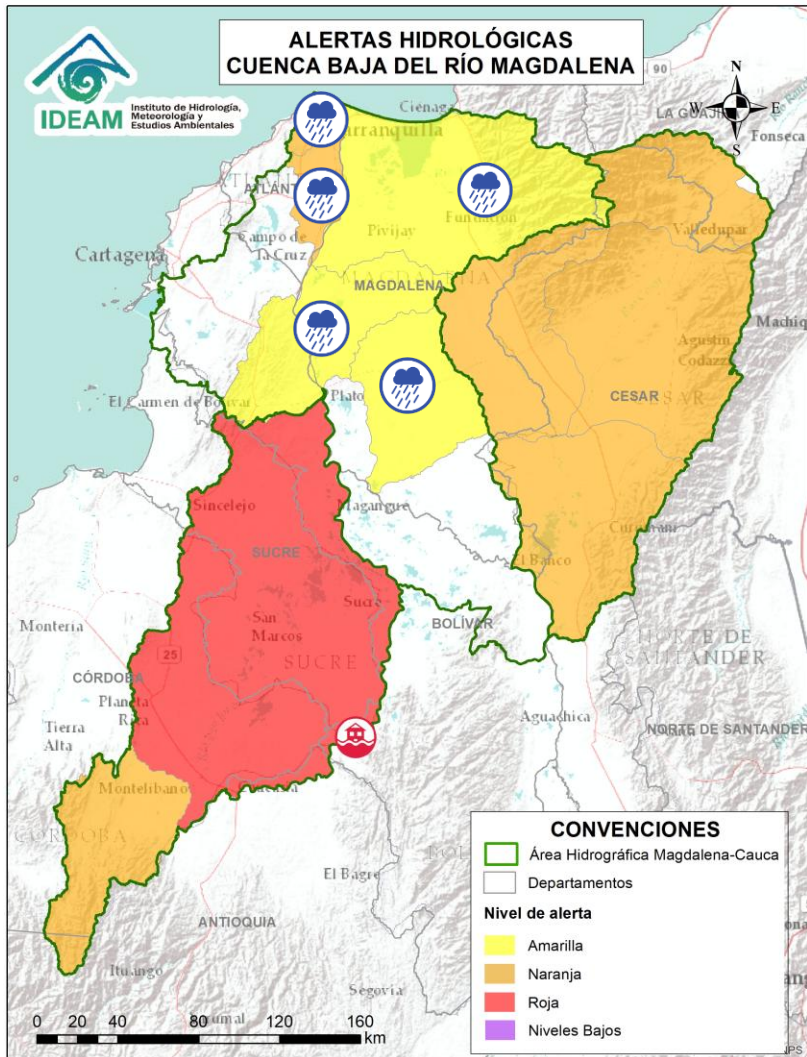 ALERTAS HIDROLÓGICAS
CUENCA BAJA DEL RÍO MAGDALENA
IDEAM
Instituto de Hidrología,
Meteorología y
Estudios Ambientales
90
N
W E
S
Ciénaga
LA GUAJIRA
Fonseca
Fundación
Pivijay
Valledupar
Cartagena
Campo de
la Cruz
MAGDALENA
MAGDALENA
Agustín
Codazzi
El Carmen de Bolívar
Plato
CESAR
CESAR
Sincelejo
Magangue
SUCRE
El Banco
Sucre
San
Marcos
BOLÍVAR
Montería
SUCRE
NORTE DE
SANTANDER
25
CÓRDOBA
Planeta
Rica
Tierra
Alta
Aguachica
NORTE DE SANTANDER
Montelíbano
CÓRDOBA
El Bagre
ANTIOQUIA
Ituango
Segovia
0 20 40 80 120 160
km
CONVENCIONES
Área Hidrográfica Magdalena-Cauca
Departamentos
Nivel de alerta
Amarilla
Naranja
Roja
Niveles Bajos